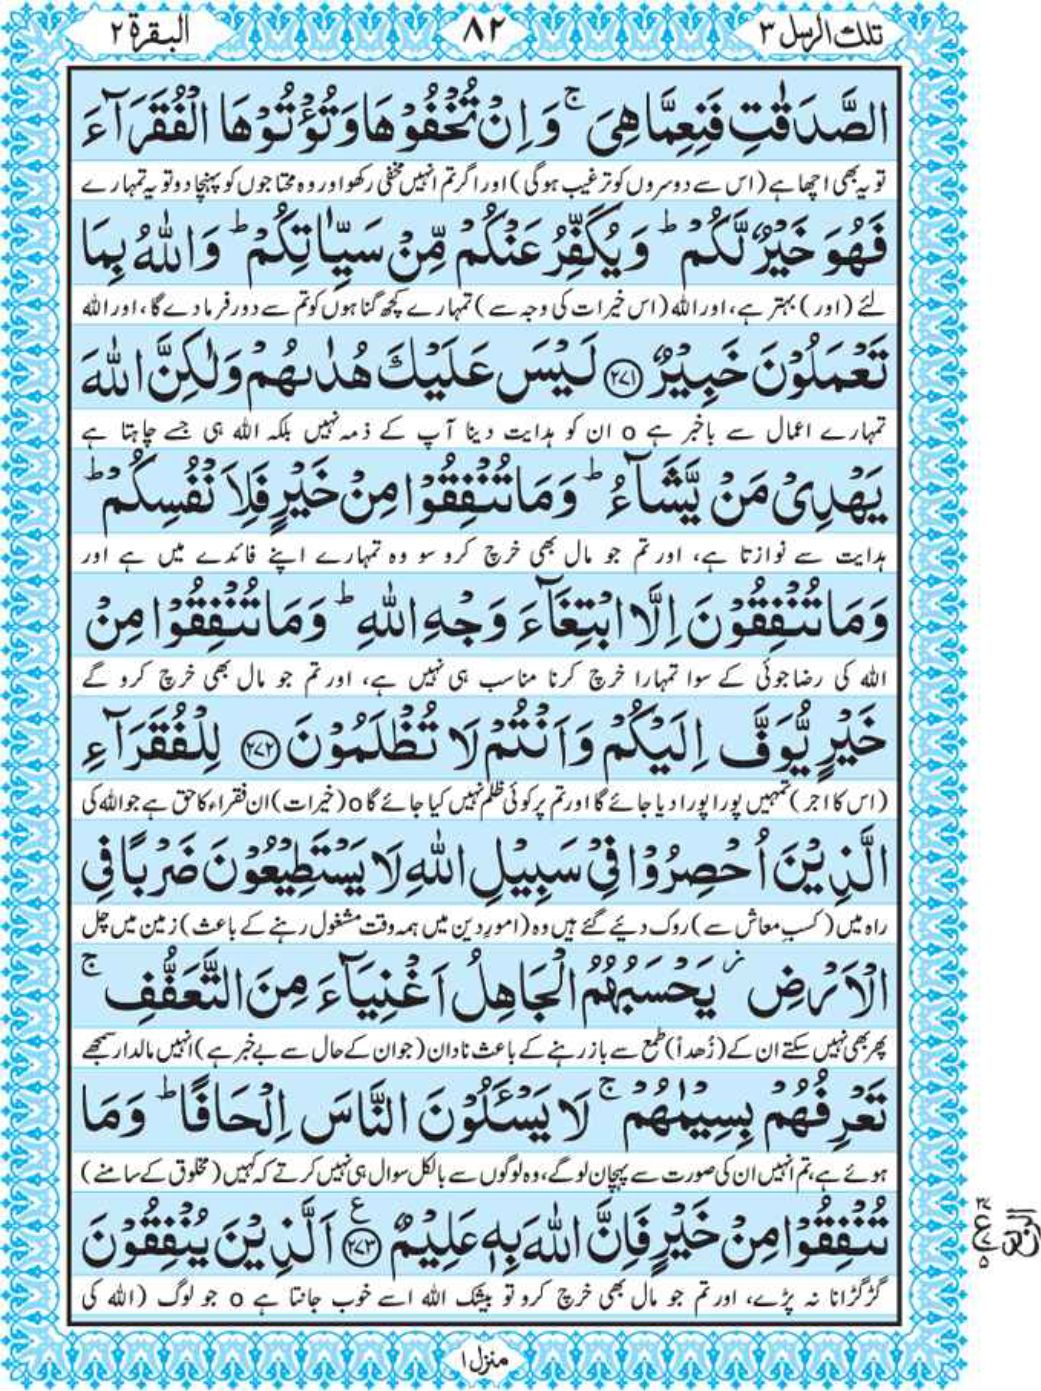 البقرة ٢
٨٢
تلك الرسل ٣
الصَّدَقٰتِ فَنِعِمَّا هِیَ ۚ وَ اِنْ تُخْفُوْهَا وَتُؤْتُوْهَا الْفُقَرَآءَ
تو یہ بھی اچھا ہے (اس سے دوسروں کو ترغیب ہوگی) اور اگر تم انہیں مخفی رکھو اور وہ محتاجوں کو پہنچا دو تو یہ تمہارے
فَهُوَ خَیْرٌ لَّكُمْ ؕ وَیُكَفِّرُ عَنْكُمْ مِّنْ سَیِّاٰتِكُمْ ؕ وَاللّٰهُ بِمَا
لئے (اور) بہتر ہے، اور اللہ (اس خیرات کی وجہ سے) تمہارے کچھ گناہوں کو تم سے دور فرما دے گا، اور اللہ
تَعْمَلُوْنَ خَبِیْرٌ ﴿۲۷۱﴾ لَیْسَ عَلَیْكَ هُدٰىهُمْ وَلٰكِنَّ اللّٰهَ
تمہارے اعمال سے باخبر ہے o ان کو ہدایت دینا آپ کے ذمہ نہیں بلکہ اللہ ہی جسے چاہتا ہے
یَهْدِیْ مَنْ یَّشَآءُ ؕ وَمَا تُنْفِقُوْا مِنْ خَیْرٍ فَلِاَنْفُسِكُمْ ؕ
ہدایت سے نوازتا ہے، اور تم جو مال بھی خرچ کرو سو وہ تمہارے اپنے فائدے میں ہے اور
وَمَا تُنْفِقُوْنَ اِلَّا ابْتِغَآءَ وَجْهِ اللّٰهِ ؕ وَمَا تُنْفِقُوْا مِنْ
اللہ کی رضاجوئی کے سوا تمہارا خرچ کرنا مناسب ہی نہیں ہے، اور تم جو مال بھی خرچ کرو گے
خَیْرٍ یُّوَفَّ اِلَیْكُمْ وَاَنْتُمْ لَا تُظْلَمُوْنَ ﴿۲۷۲﴾ لِلْفُقَرَآءِ
(اس کا اجر) تمہیں پورا پورا دیا جائے گا اور تم پر کوئی ظلم نہیں کیا جائے گا o (خیرات) ان فقراء کا حق ہے جو اللہ کی
الَّذِیْنَ اُحْصِرُوْا فِیْ سَبِیْلِ اللّٰهِ لَا یَسْتَطِیْعُوْنَ ضَرْبًا فِی
راہ میں (کسبِ معاش سے) روک دیئے گئے ہیں وہ (امورِ دین میں ہمہ وقت مشغول رہنے کے باعث) زمین میں چل
الْاَرْضِ ؗ یَحْسَبُهُمُ الْجَاهِلُ اَغْنِیَآءَ مِنَ التَّعَفُّفِ ۚ
پھر بھی نہیں سکتے ان کے (زُھداً) طمع سے باز رہنے کے باعث نادان (جو ان کے حال سے بے خبر ہے) انہیں مالدار سمجھے
تَعْرِفُهُمْ بِسِیْمٰىهُمْ ۚ لَا یَسْـَٔلُوْنَ النَّاسَ اِلْحَافًا ؕ وَمَا
ہوئے ہے، تم انہیں ان کی صورت سے پہچان لو گے، وہ لوگوں سے بالکل سوال ہی نہیں کرتے کہ کہیں (مخلوق کے سامنے)
تُنْفِقُوْا مِنْ خَیْرٍ فَاِنَّ اللّٰهَ بِهٖ عَلِیْمٌ ﴿۲۷۳﴾ ع اَلَّذِیْنَ یُنْفِقُوْنَ
گڑگڑانا نہ پڑے، اور تم جو مال بھی خرچ کرو تو بیشک اللہ اسے خوب جانتا ہے o جو لوگ (اللہ کی
الربع
ع
منزل ۱